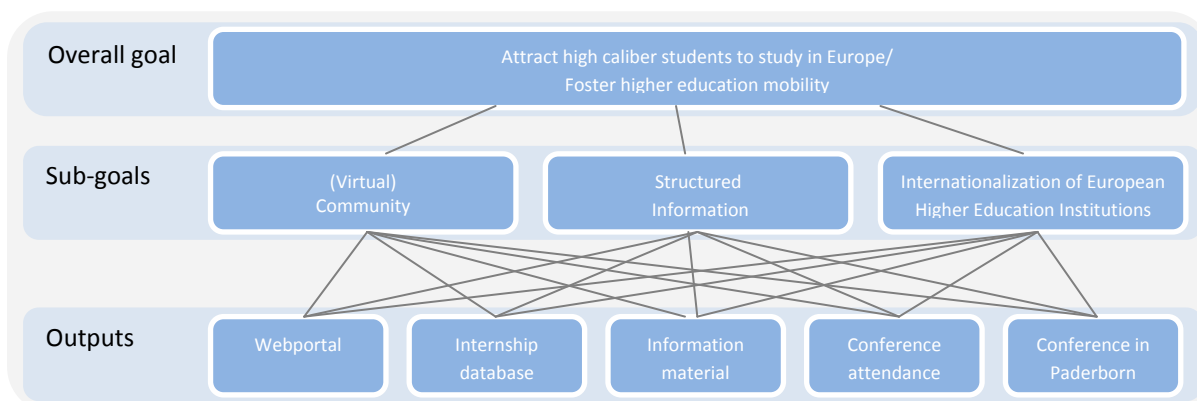 Overall goal
Attract high caliber students to study in Europe/
Foster higher education mobility
Sub-goals
(Virtual)
Community
Structured
Information
Internationalization of European
Higher Education Institutions
Outputs
Webportal
Internship
database
Information
material
Conference
attendance
Conference in
Paderborn